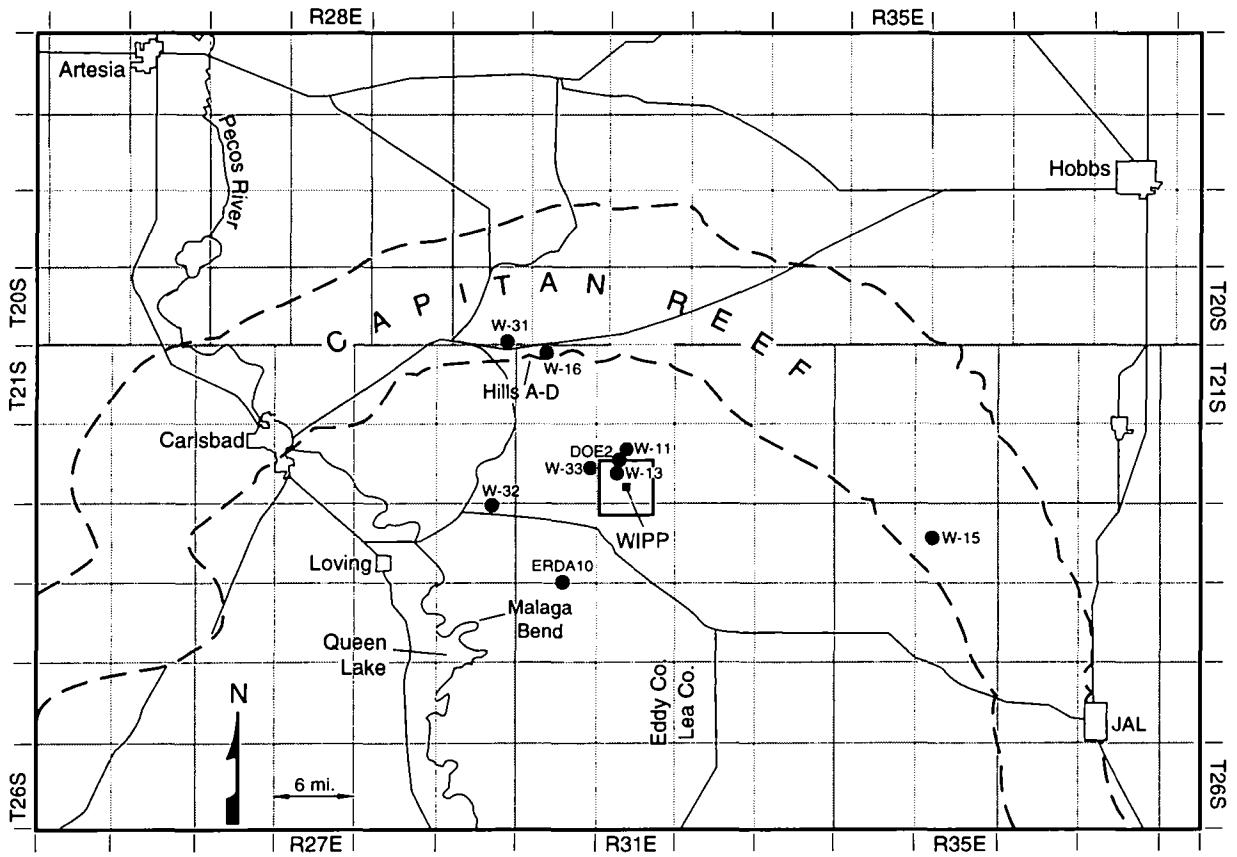 R28E
R35E
Artesia
Pecos River
Hobbs
T20S
T20S
CAPITAN REEF
W-31
W-16
T21S
T21S
Hills A-D
Carlsbad
DOE2
W-11
W-33
W-13
W-32
WIPP
W-15
Loving
ERDA10
Malaga
Bend
Queen
Lake
Eddy Co.
Lea Co.
N
JAL
6 mi.
T26S
T26S
R27E
R31E
R35E